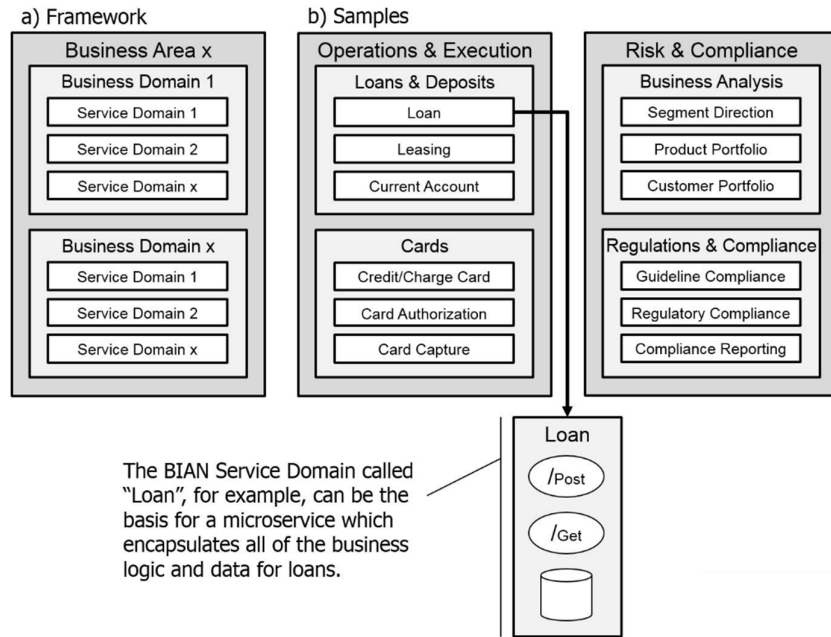 a) Framework
Business Area x
Business Domain 1
Service Domain 1
Service Domain 2
Service Domain x
Business Domain x
Service Domain 1
Service Domain 2
Service Domain x
b) Samples
Operations & Execution
Loans & Deposits
Loan
Leasing
Current Account
Cards
Credit/Charge Card
Card Authorization
Card Capture
Risk & Compliance
Business Analysis
Segment Direction
Product Portfolio
Customer Portfolio
Regulations & Compliance
Guideline Compliance
Regulatory Compliance
Compliance Reporting
The BIAN Service Domain called
“Loan”, for example, can be the
basis for a microservice which
encapsulates all of the business
logic and data for loans.
Loan
/Post
/Get